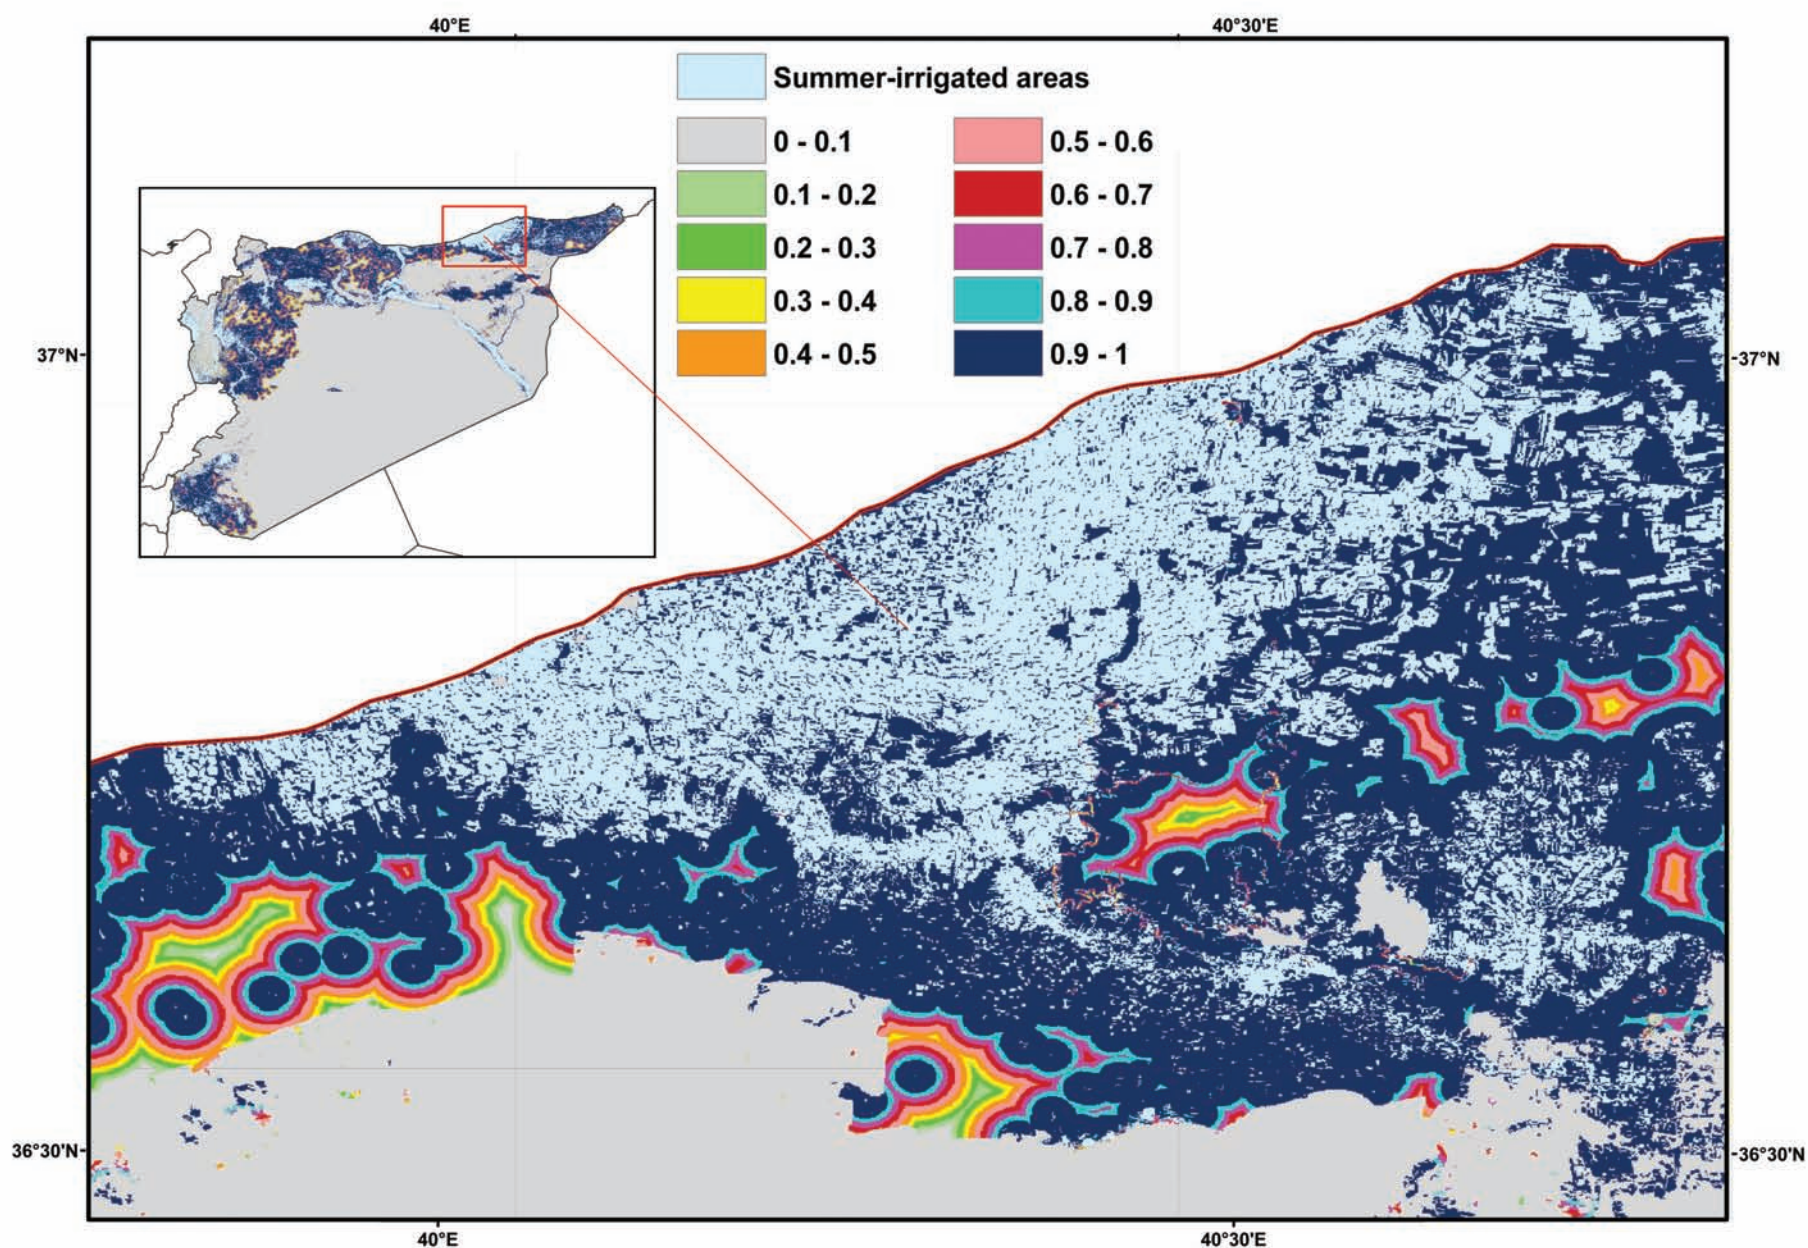 40°E 40°30'E
Summer-irrigated areas
0 - 0.1 0.5 - 0.6
0.1 - 0.2 0.6 - 0.7
0.2 - 0.3 0.7 - 0.8
0.3 - 0.4 0.8 - 0.9
0.4 - 0.5 0.9 - 1
37°N 37°N
36°30'N 36°30'N
40°E 40°30'E